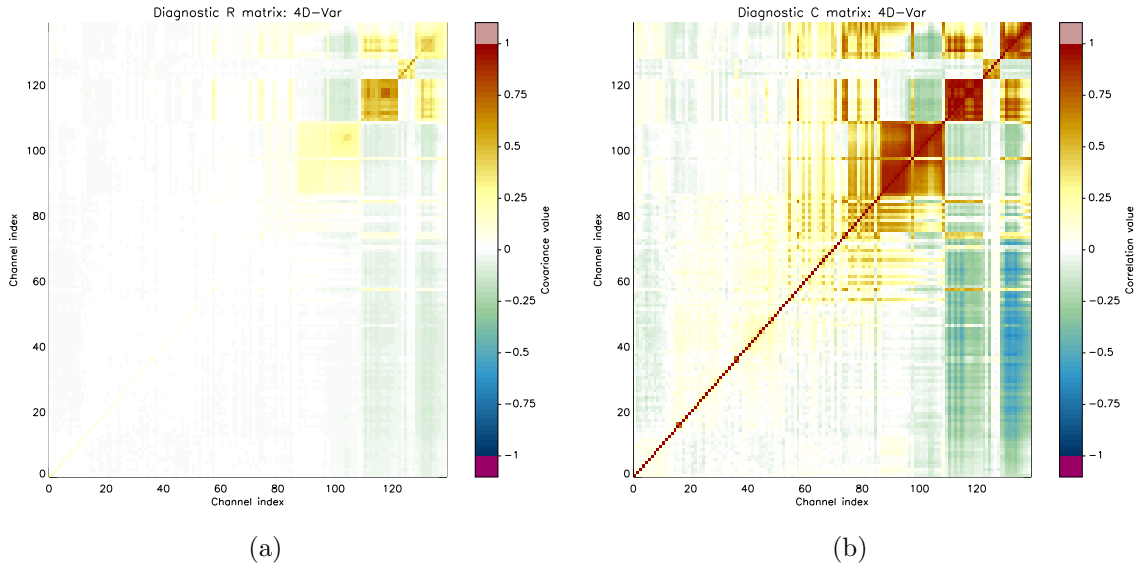 Diagnostic R matrix: 4D-Var
Channel index
120
100
80
60
40
20
0
0 20 40 60 80 100 120
Channel index
1
0.75
0.5
0.25
0
−0.25
−0.5
−0.75
−1
Covariance value
(a)
Diagnostic C matrix: 4D-Var
Channel index
120
100
80
60
40
20
0
0 20 40 60 80 100 120
Channel index
1
0.75
0.5
0.25
0
−0.25
−0.5
−0.75
−1
Correlation value
(b)